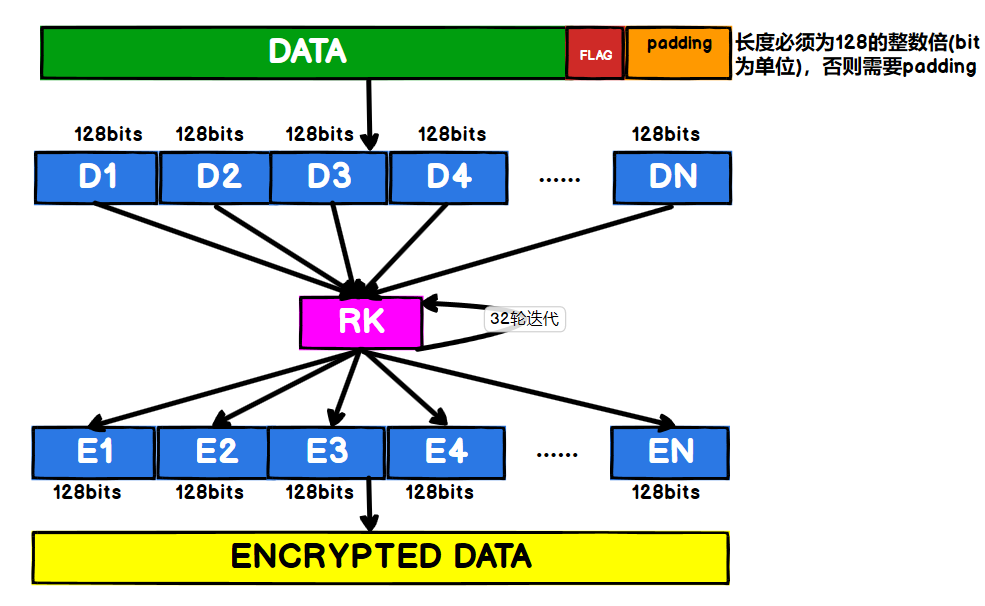 DATA
FLAG
padding
长度必须为128的整数倍(bit
为单位)，否则需要padding
128bits 128bits 128bits 128bits 128bits
D1 D2 D3 D4 ...... DN
RK
32轮迭代
E1 E2 E3 E4 ...... EN
128bits 128bits 128bits 128bits 128bits
ENCRYPTED DATA